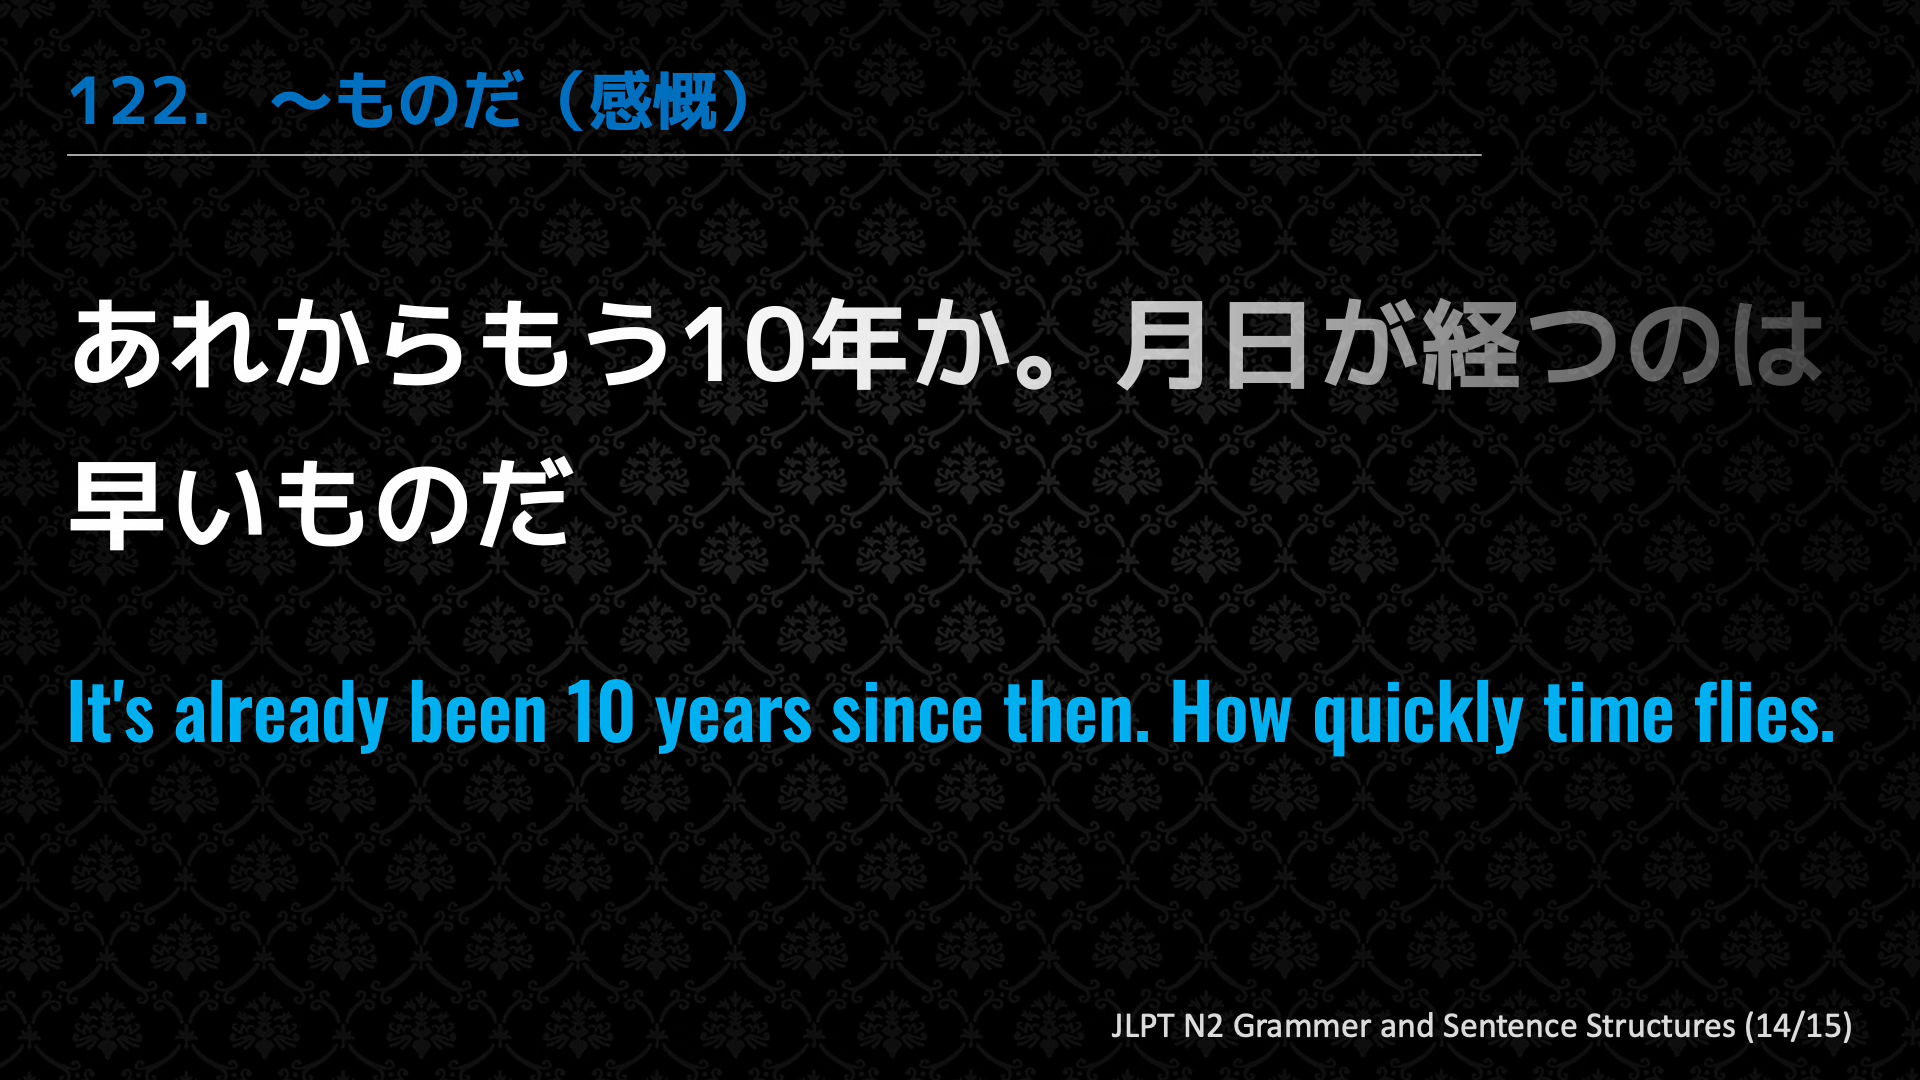 122. ～ものだ（感慨）
あれからもう10年か。月日が経つのは
早いものだ
It's already been 10 years since then. How quickly time flies.
JLPT N2 Grammer and Sentence Structures (14/15)